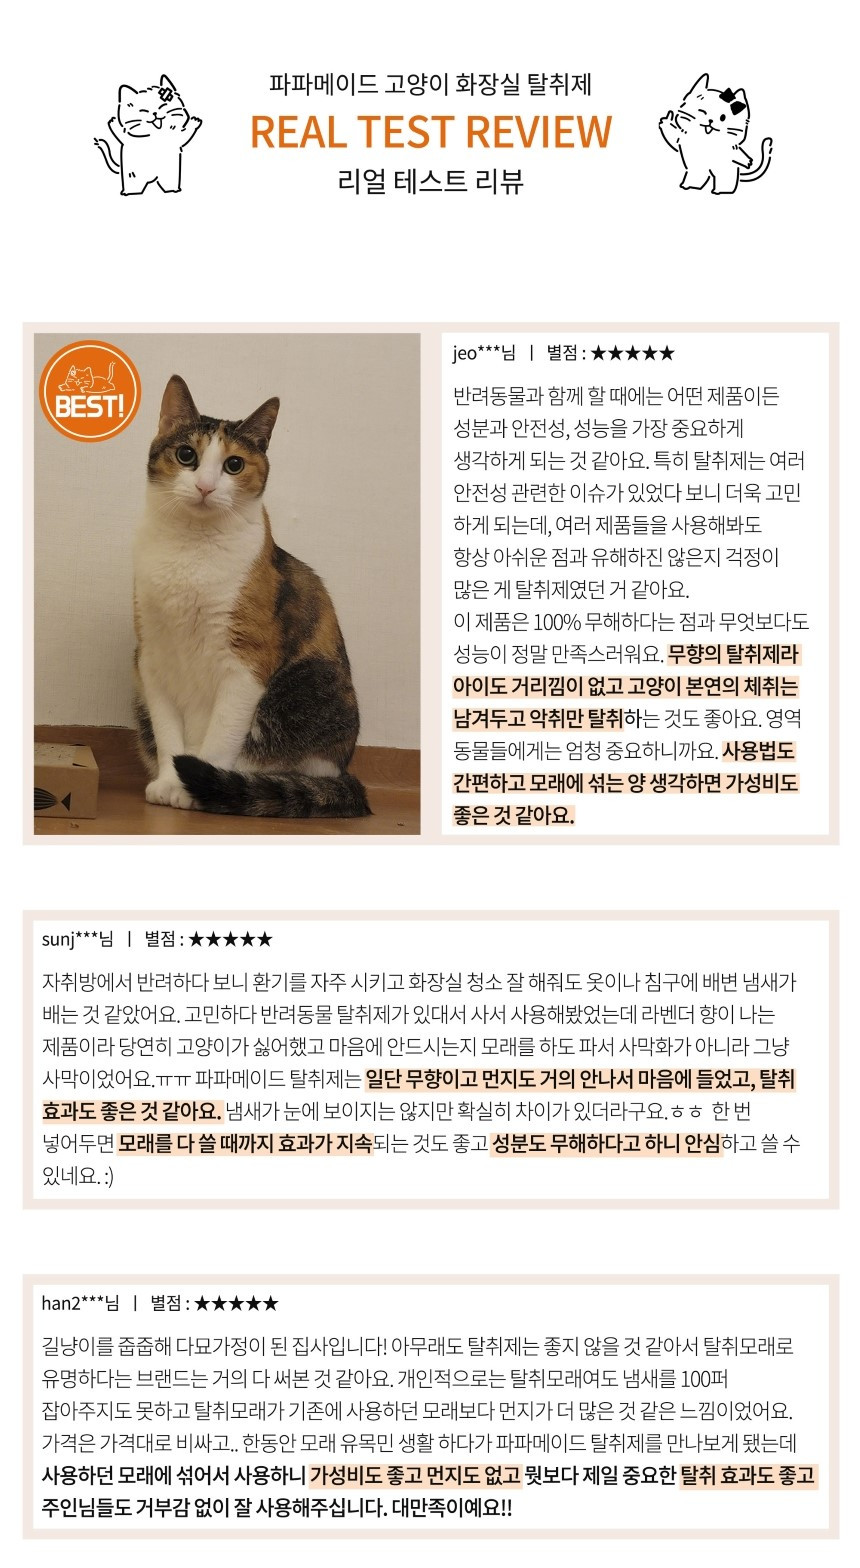 파파메이드 고양이 화장실 탈취제
REAL TEST REVIEW
리얼 테스트 리뷰
BEST!
jeo***님 ㅣ 별점 : ★★★★★
반려동물과 함께 할 때에는 어떤 제품이든
성분과 안전성, 성능을 가장 중요하게
생각하게 되는 것 같아요. 특히 탈취제는 여러
안전성 관련한 이슈가 있었다 보니 더욱 고민
하게 되는데, 여러 제품들을 사용해봐도
항상 아쉬운 점과 유해하진 않은지 걱정이
많은 게 탈취제였던 거 같아요.
이 제품은 100% 무해하다는 점과 무엇보다도
성능이 정말 만족스러워요. 무향의 탈취제라
아이도 거리낌이 없고 고양이 본연의 체취는
남겨두고 악취만 탈취하는 것도 좋아요. 영역
동물들에게는 엄청 중요하니까요. 사용법도
간편하고 모래에 섞는 양 생각하면 가성비도
좋은 것 같아요.
sunj***님 ㅣ 별점 : ★★★★★
자취방에서 반려하다 보니 환기를 자주 시키고 화장실 청소 잘 해줘도 옷이나 침구에 배변 냄새가
배는 것 같았어요. 고민하다 반려동물 탈취제가 있대서 사서 사용해봤었는데 라벤더 향이 나는
제품이라 당연히 고양이가 싫어했고 마음에 안드시는지 모래를 하도 파서 사막화가 아니라 그냥
사막이었어요.ㅠㅠ 파파메이드 탈취제는 일단 무향이고 먼지도 거의 안나서 마음에 들었고, 탈취
효과도 좋은 것 같아요. 냄새가 눈에 보이지는 않지만 확실히 차이가 있더라구요.ㅎㅎ 한 번
넣어두면 모래를 다 쓸 때까지 효과가 지속되는 것도 좋고 성분도 무해하다고 하니 안심하고 쓸 수
있네요. :)
han2***님 ㅣ 별점 : ★★★★★
길냥이를 줍줍해 다묘가정이 된 집사입니다! 아무래도 탈취제는 좋지 않을 것 같아서 탈취모래로
유명하다는 브랜드는 거의 다 써본 것 같아요. 개인적으로는 탈취모래여도 냄새를 100퍼
잡아주지도 못하고 탈취모래가 기존에 사용하던 모래보다 먼지가 더 많은 것 같은 느낌이었어요.
가격은 가격대로 비싸고.. 한동안 모래 유목민 생활 하다가 파파메이드 탈취제를 만나보게 됐는데
사용하던 모래에 섞어서 사용하니 가성비도 좋고 먼지도 없고 뭣보다 제일 중요한 탈취 효과도 좋고
주인님들도 거부감 없이 잘 사용해주십니다. 대만족이예요!!